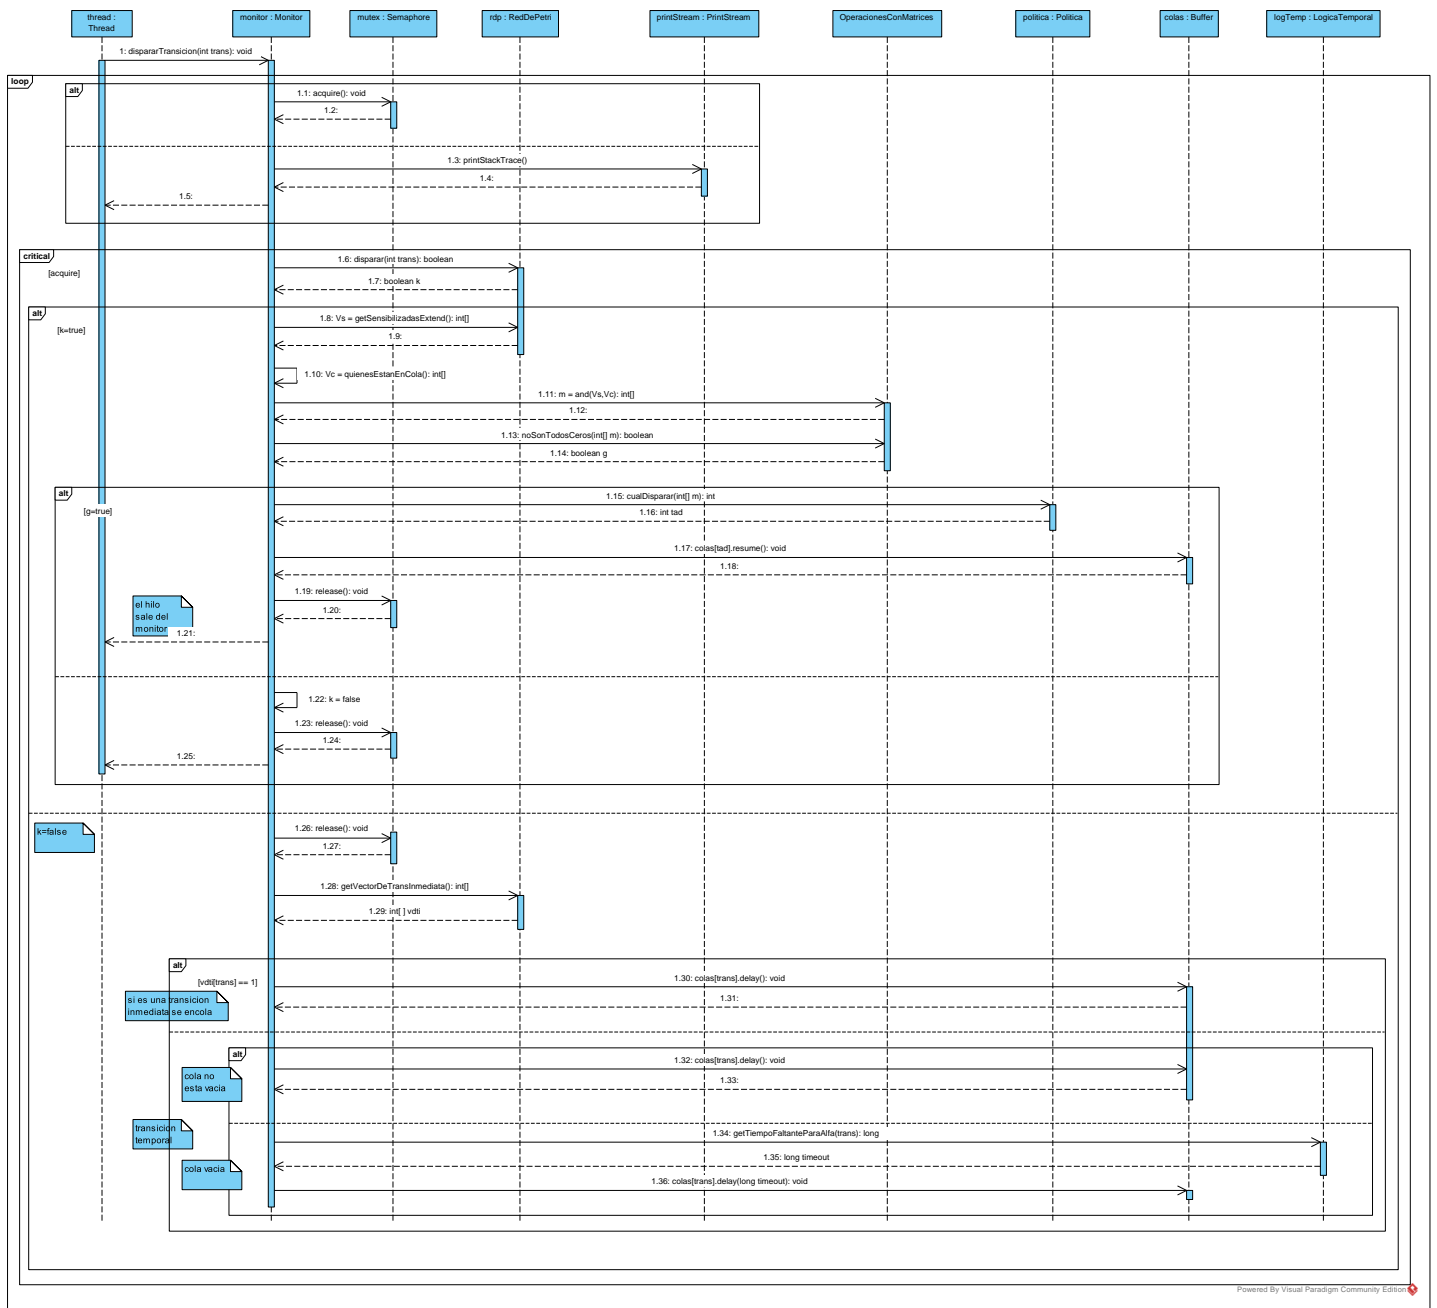 thread :
Thread
monitor : Monitor
mutex : Semaphore
rdp : RedDePetri
printStream : PrintStream
OperacionesConMatrices
politica : Politica
colas : Buffer
logTemp : LogicaTemporal
1: dispararTransicion(int trans): void
loop
alt
1.1: acquire(): void
1.2:
1.3: printStackTrace()
1.4:
1.5:
critical
[acquire]
1.6: disparar(int trans): boolean
1.7: boolean k
alt
[k=true]
1.8: Vs = getSensibilizadasExtend(): int[]
1.9:
1.10: Vc = quienesEstanEnCola(): int[]
1.11: m = and(Vs,Vc): int[]
1.12:
1.13: noSonTodosCeros(int[] m): boolean
1.14: boolean g
alt
[g=true]
1.15: cualDisparar(int[] m): int
1.16: int tad
1.17: colas[tad].resume(): void
1.18:
1.19: release(): void
el hilo
sale del
monitor
1.20:
1.21:
1.22: k = false
1.23: release(): void
1.24:
1.25:
k=false
1.26: release(): void
1.27:
1.28: getVectorDeTransInmediata(): int[]
1.29: int[ ] vdti
alt
[vdti[trans] == 1]
1.30: colas[trans].delay(): void
si es una transicion
inmediata se encola
1.31:
alt
1.32: colas[trans].delay(): void
cola no
esta vacia
1.33:
transición
temporal
1.34: getTiempoFaltanteParaAlfa(trans): long
1.35: long timeout
cola vacia
1.36: colas[trans].delay(long timeout): void
Powered By Visual Paradigm Community Edition